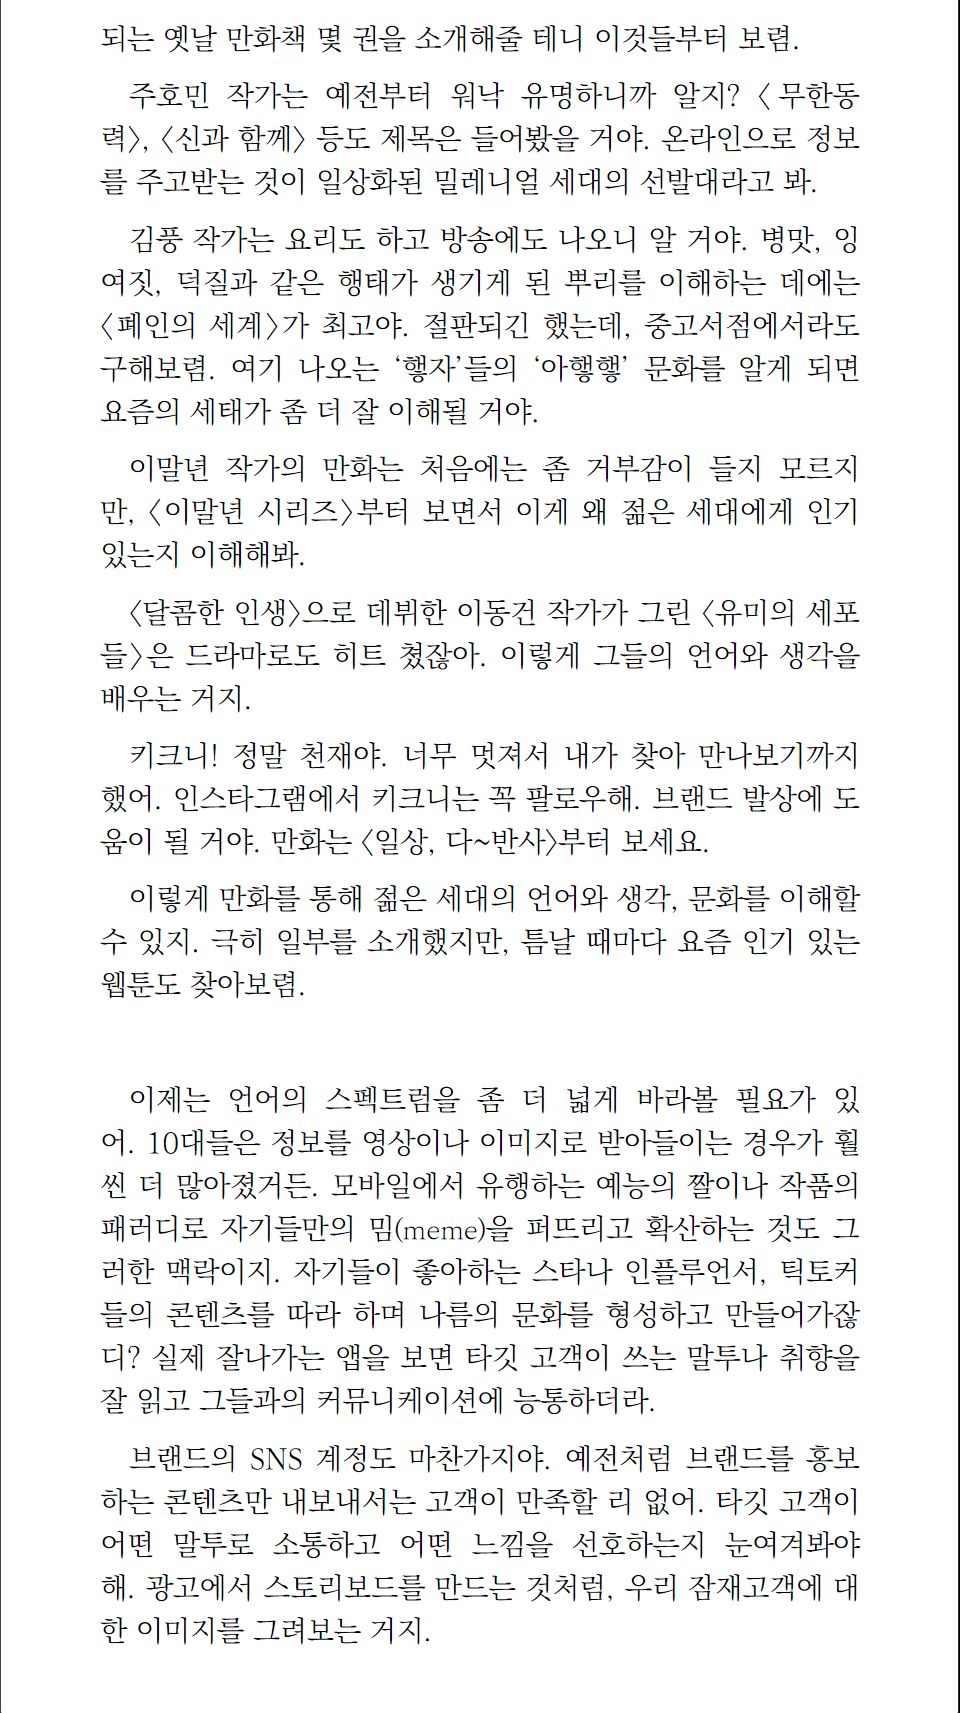 되는 옛날 만화책 몇 권을 소개해줄 테니 이것들부터 보렴.
주호민 작가는 예전부터 워낙 유명하니까 알지? 〈무한동
력〉, 〈신과 함께〉 등도 제목은 들어봤을 거야. 온라인으로 정보
를 주고받는 것이 일상화된 밀레니얼 세대의 선발대라고 봐.
김풍 작가는 요리도 하고 방송에도 나오니 알 거야. 병맛, 잉
여짓, 덕질과 같은 행태가 생기게 된 뿌리를 이해하는 데에는
〈폐인의 세계〉가 최고야. 절판되긴 했는데, 중고서점에서라도
구해보렴. 여기 나오는 ‘햏자’들의 ‘아햏햏’ 문화를 알게 되면
요즘의 세태가 좀 더 잘 이해될 거야.
이말년 작가의 만화는 처음에는 좀 거부감이 들지 모르지
만, 〈이말년 시리즈〉부터 보면서 이게 왜 젊은 세대에게 인기
있는지 이해해봐.
〈달콤한 인생〉으로 데뷔한 이동건 작가가 그린 〈유미의 세포
들〉은 드라마로도 히트 쳤잖아. 이렇게 그들의 언어와 생각을
배우는 거지.
키크니! 정말 천재야. 너무 멋져서 내가 찾아 만나보기까지
했어. 인스타그램에서 키크니는 꼭 팔로우해. 브랜드 발상에 도
움이 될 거야. 만화는 〈일상, 다~반사〉부터 보세요.
이렇게 만화를 통해 젊은 세대의 언어와 생각, 문화를 이해할
수 있지. 극히 일부를 소개했지만, 틈날 때마다 요즘 인기 있는
웹툰도 찾아보렴.
이제는 언어의 스펙트럼을 좀 더 넓게 바라볼 필요가 있
어. 10대들은 정보를 영상이나 이미지로 받아들이는 경우가 훨
씬 더 많아졌거든. 모바일에서 유행하는 예능의 짤이나 작품의
패러디로 자기들만의 밈(meme)을 퍼뜨리고 확산하는 것도 그
러한 맥락이지. 자기들이 좋아하는 스타나 인플루언서, 틱토커
들의 콘텐츠를 따라 하며 나름의 문화를 형성하고 만들어가잖
디? 실제 잘나가는 앱을 보면 타깃 고객이 쓰는 말투나 취향을
잘 읽고 그들과의 커뮤니케이션에 능통하더라.
브랜드의 SNS 계정도 마찬가지야. 예전처럼 브랜드를 홍보
하는 콘텐츠만 내보내서는 고객이 만족할 리 없어. 타깃 고객이
어떤 말투로 소통하고 어떤 느낌을 선호하는지 눈여겨봐야
해. 광고에서 스토리보드를 만드는 것처럼, 우리 잠재고객에 대
한 이미지를 그려보는 거지.